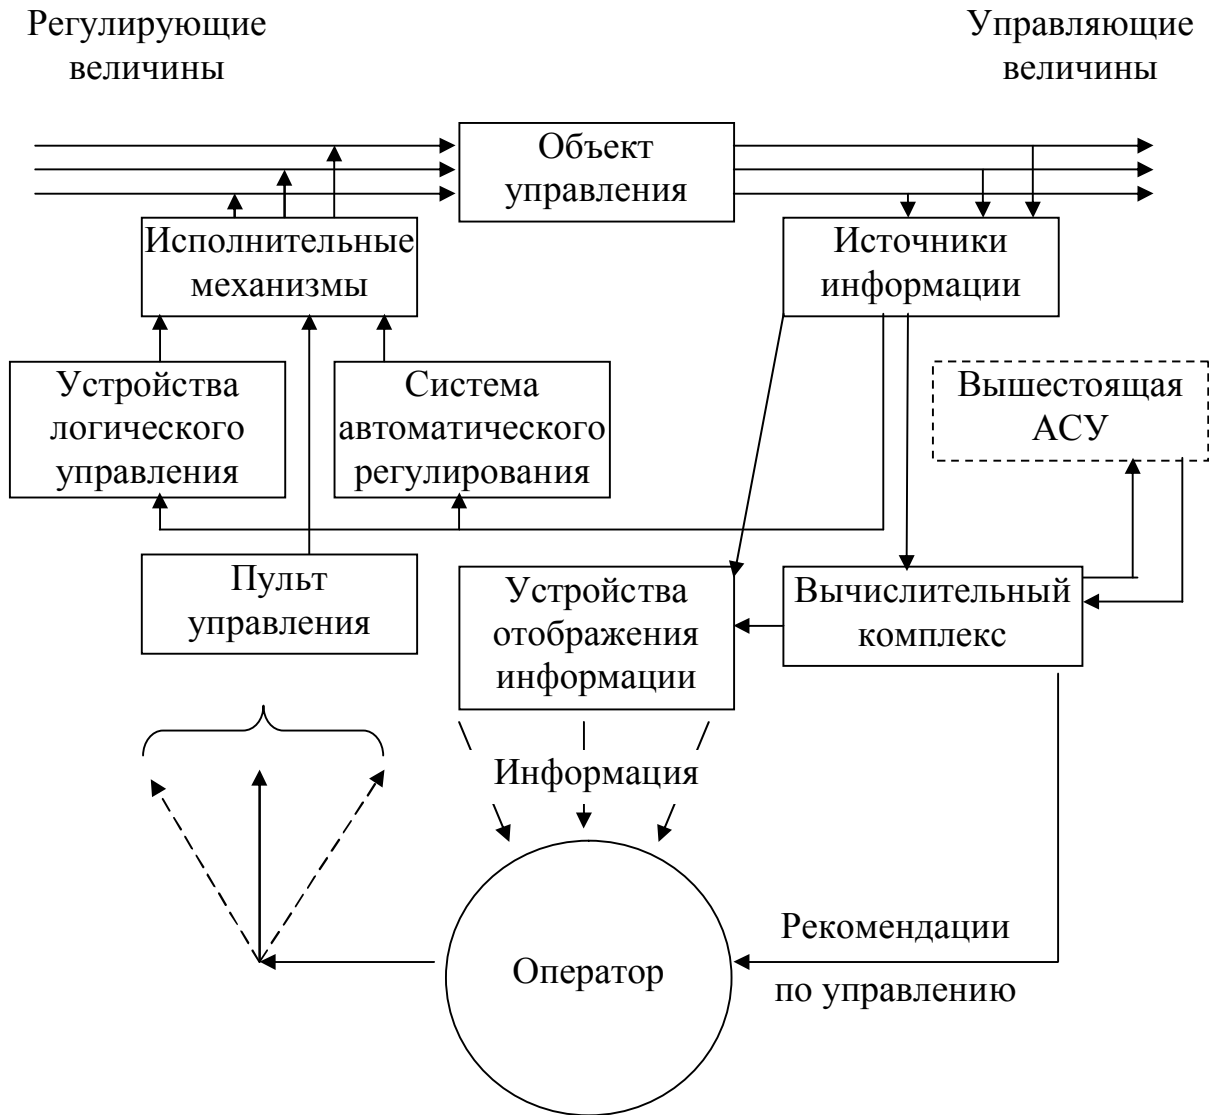 Регулирующие
величины
Управляющие
величины
Объект
управления
Исполнительные
механизмы
Источники
информации
Устройства
логического
управления
Система
автоматического
регулирования
Вышестоящая
АСУ
Пульт
управления
Устройства
отображения
информации
Вычислительный
комплекс
Информация
Рекомендации
по управлению
Оператор